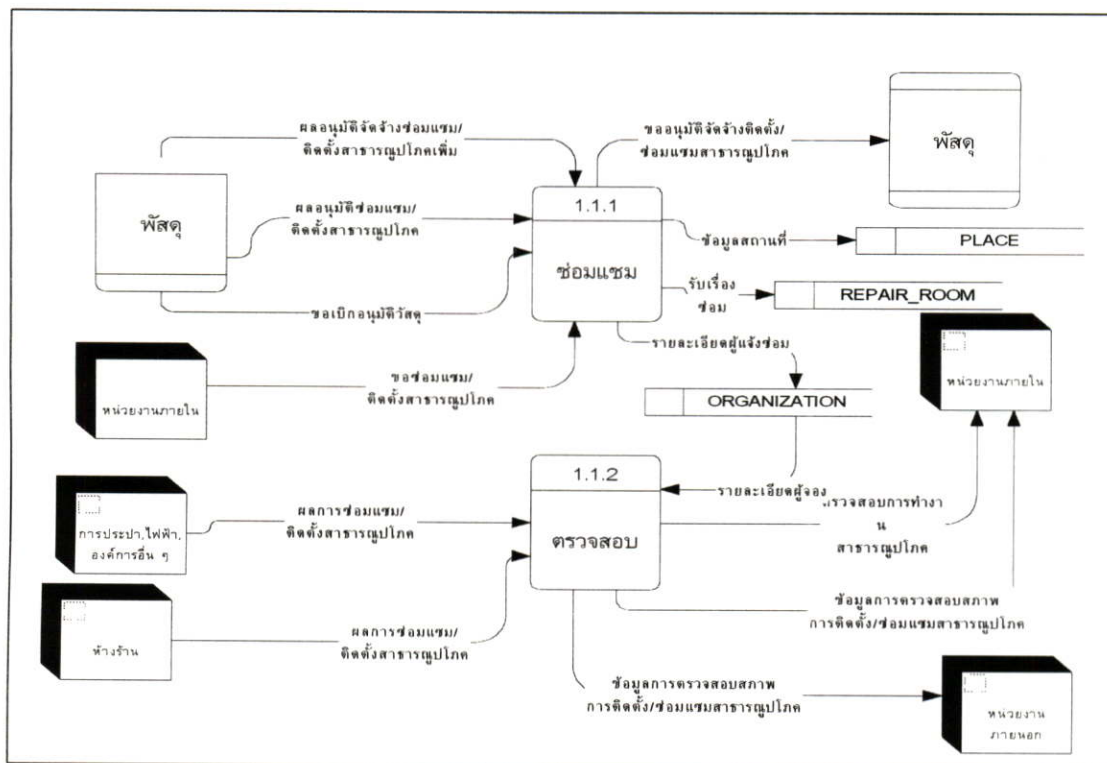 ผลอนุมัติจัดจ้างซ่อมแซม/
ติดตั้งสาธารณูปโภคเพิ่ม
ขออนุมัติจัดจ้างติดตั้ง/
ซ่อมแซมสาธารณูปโภค
พัสดุ
พัสดุ
ผลอนุมัติซ่อมแซม/
ติดตั้งสาธารณูปโภค
1.1.1
ซ่อมแซม
ข้อมูลสถานที่
PLACE
รับเรื่อง
ซ่อม
REPAIR_ROOM
ขอเบิกอนุมัติวัสดุ
รายละเอียดผู้แจ้งซ่อม
หน่วยงานภายใน
ขอซ่อมแซม/
ติดตั้งสาธารณูปโภค
หน่วยงานภายใน
ORGANIZATION
1.1.2
ตรวจสอบ
รายละเอียดผู้จอง
ตรวจสอบการทำงา
น
สาธารณูปโภค
การประปา,ไฟฟ้า,
องค์การอื่น ๆ
ผลการซ่อมแซม/
ติดตั้งสาธารณูปโภค
ข้อมูลการตรวจสอบสภาพ
การติดตั้ง/ซ่อมแซมสาธารณูปโภค
ห้างร้าน
ผลการซ่อมแซม/
ติดตั้งสาธารณูปโภค
ข้อมูลการตรวจสอบสภาพ
การติดตั้ง/ซ่อมแซมสาธารณูปโภค
หน่วยงาน
ภายนอก